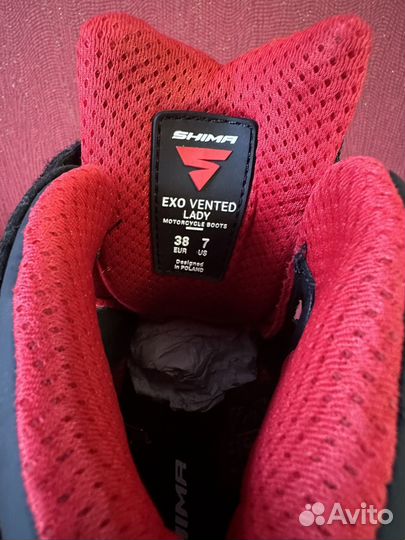 SHIMA
EXO VENTED
LADY
MOTORCYCLE BOOTS
38 7
EUR US
Designed
in POLAND
SHIMA
Avito